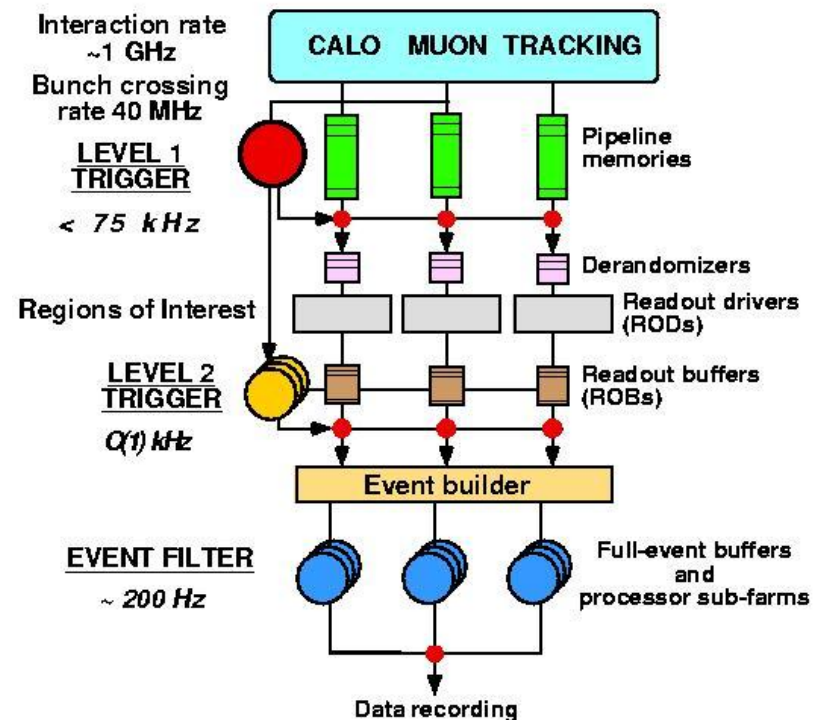 Interaction rate
~1 GHz
CALO MUON TRACKING
Bunch crossing
rate 40 MHz
LEVEL 1
TRIGGER
< 75 kHz
Pipeline
memories
Derandomizers
Regions of Interest
Readout drivers
(RODs)
LEVEL 2
TRIGGER
O(1) kHz
Readout buffers
(ROBs)
Event builder
EVENT FILTER
~ 200 Hz
Full-event buffers
and
processor sub-farms
Data recording